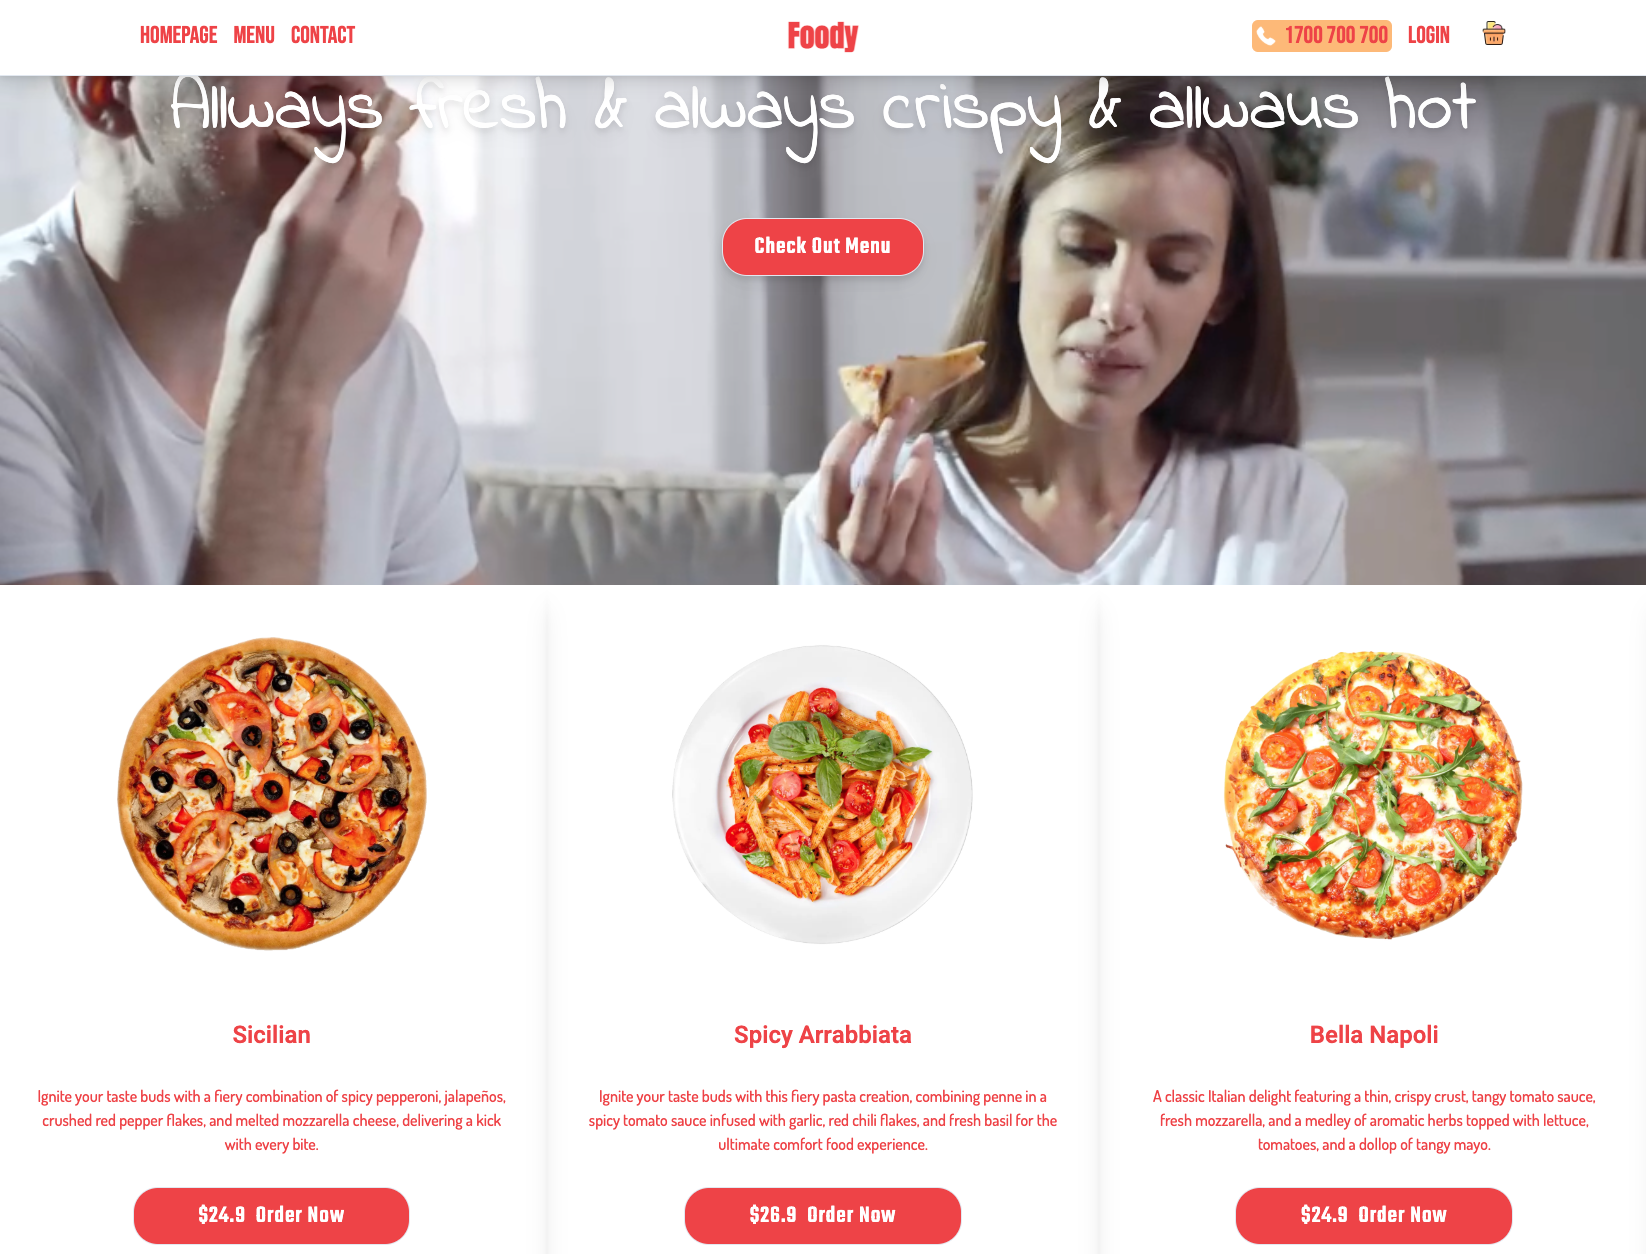 HOMEPAGE MENU CONTACT
Foody
1700 700 700 LOGIN
Allways fresh & always crispy & allwaus hot
Check Out Menu
Sicilian
Ignite your taste buds with a fiery combination of spicy pepperoni, jalapeños,
crushed red pepper flakes, and melted mozzarella cheese, delivering a kick
with every bite.
$24.9 Order Now
Spicy Arrabbiata
Ignite your taste buds with this fiery pasta creation, combining penne in a
spicy tomato sauce infused with garlic, red chili flakes, and fresh basil for the
ultimate comfort food experience.
$26.9 Order Now
Bella Napoli
A classic Italian delight featuring a thin, crispy crust, tangy tomato sauce,
fresh mozzarella, and a medley of aromatic herbs topped with lettuce,
tomatoes, and a dollop of tangy mayo.
$24.9 Order Now